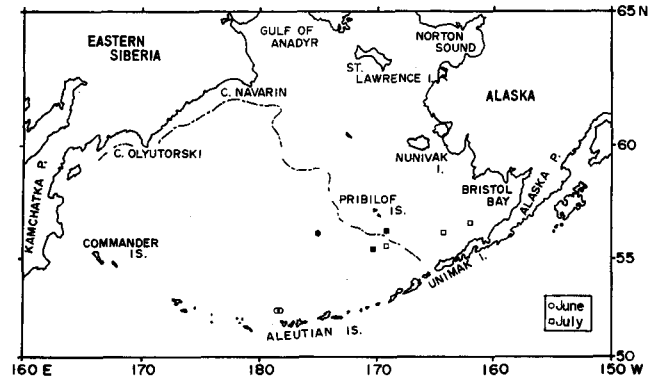 65 N
EASTERN
SIBERIA
GULF OF
ANADYR
NORTON
SOUND
ST.
LAWRENCE I.
ALASKA
C. NAVARIN
60
C. OLYUTORSKI
NUNIVAK
I.
KAMCHATKA P.
BRISTOL
BAY
ALASKA P.
PRIBILOF
IS.
COMMANDER
IS.
55
UNIMAK I.
June
July
ALEUTIAN IS.
50
160 E
170
180
170
160
150 W